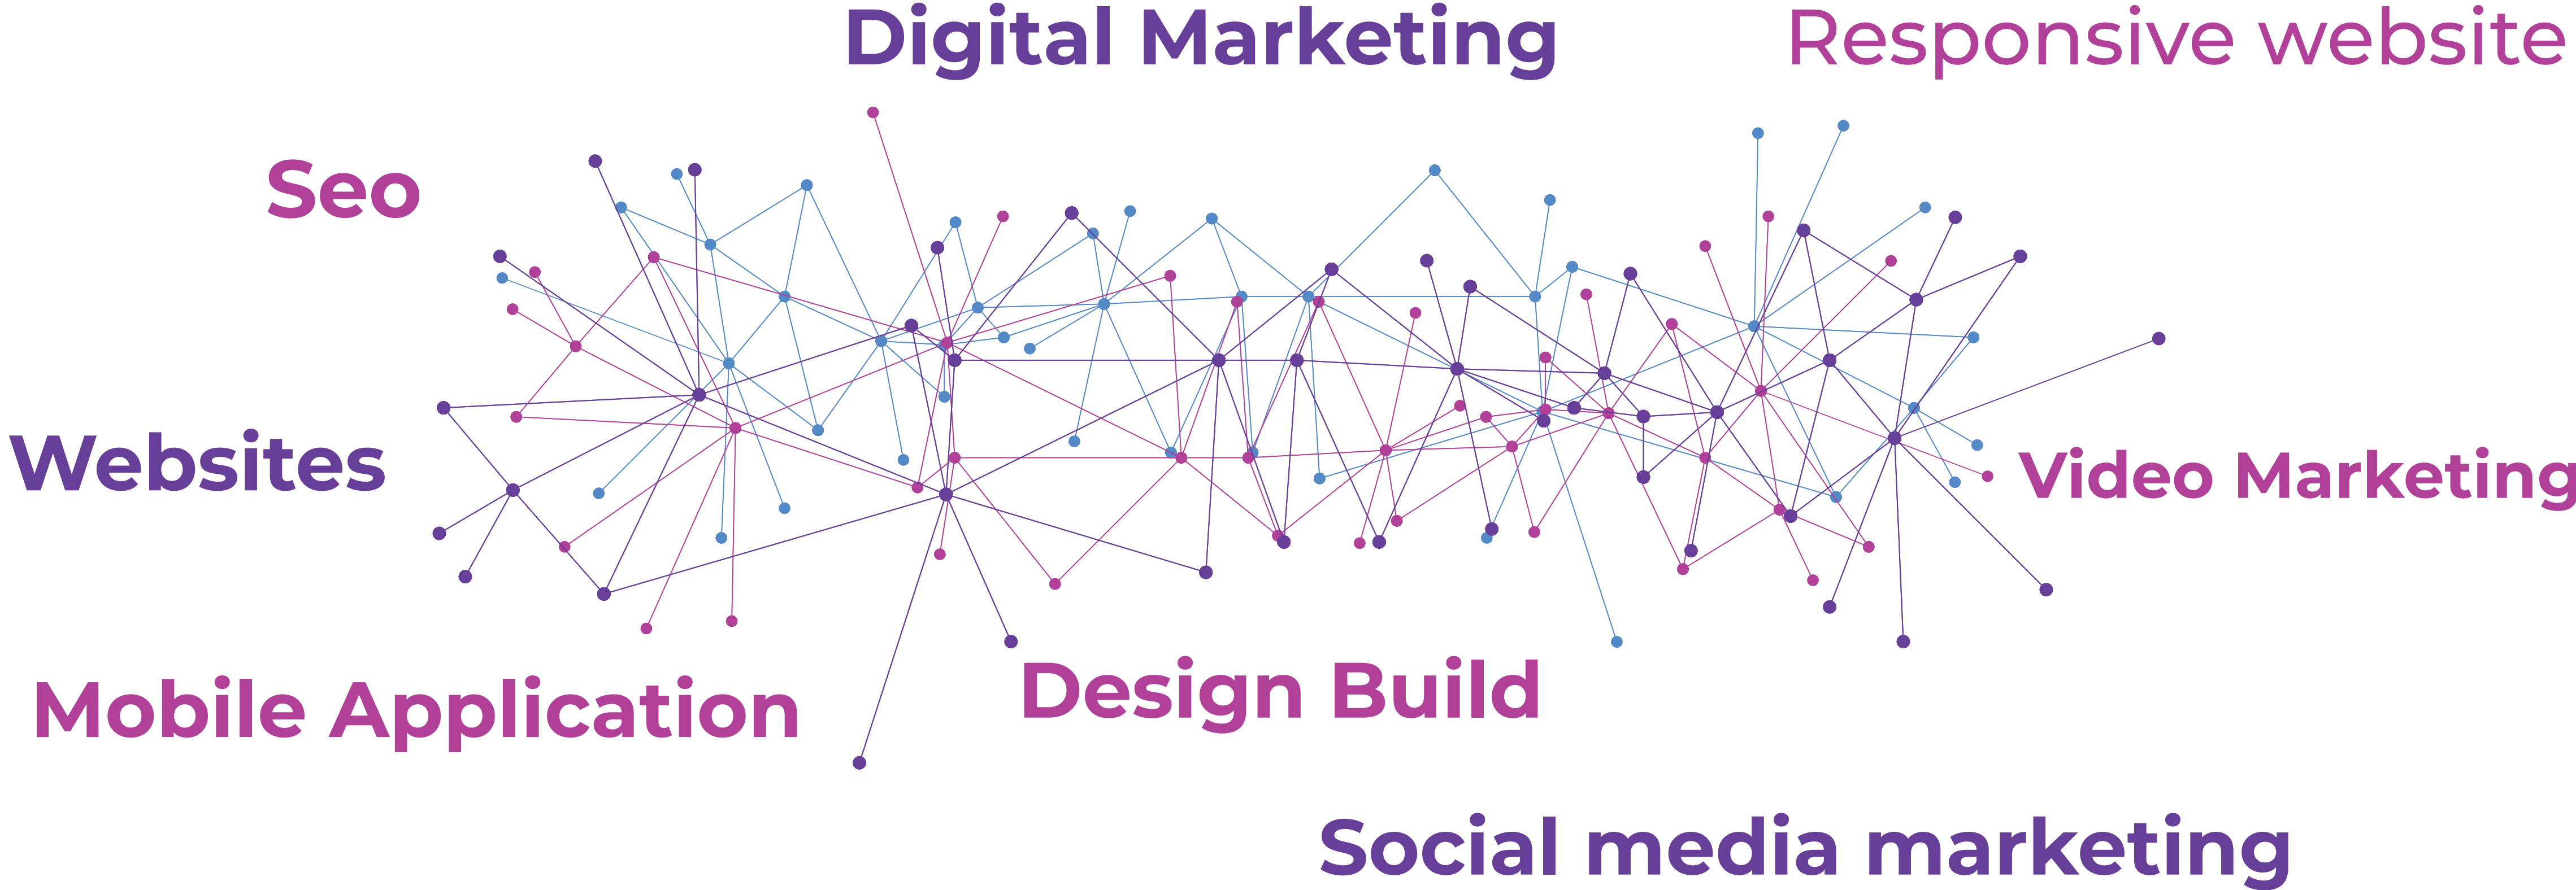 Digital Marketing
Responsive website
Seo
Websites
Video Marketing
Mobile Application
Design Build
Social media marketing